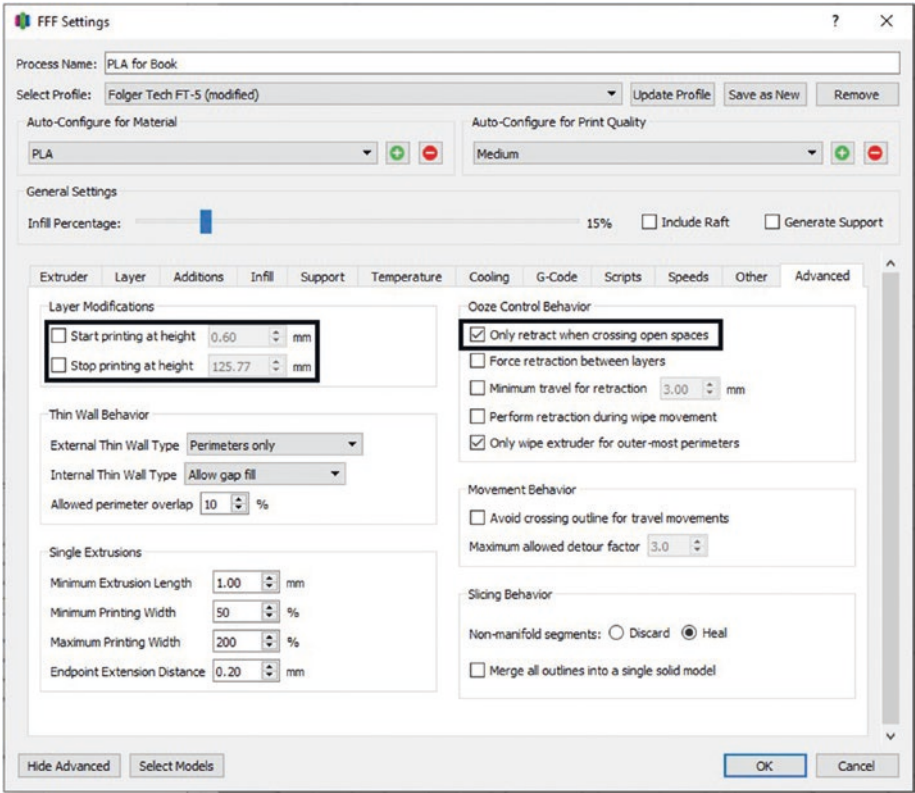 FFF Settings
?
Process Name: PLA for Book
Select Profile: Folger Tech FT-5 (modified) Update Profile Save as New Remove
Auto-Configure for Material
PLA
Auto-Configure for Print Quality
Medium
General Settings
Infill Percentage: 15% Include Raft Generate Support
Extruder Layer Additions Infill Support Temperature Cooling G-Code Scripts Speeds Other Advanced
Layer Modifications
Start printing at height 0.60 mm
Stop printing at height 125.77 mm
Thin Wall Behavior
External Thin Wall Type Perimeters only
Internal Thin Wall Type Allow gap fill
Allowed perimeter overlap 10 %
Single Extrusions
Minimum Extrusion Length 1.00 mm
Minimum Printing Width 50 %
Maximum Printing Width 200 %
Endpoint Extension Distance 0.20 mm
Ooze Control Behavior
Only retract when crossing open spaces
Force retraction between layers
Minimum travel for retraction 3.00 mm
Perform retraction during wipe movement
Only wipe extruder for outer-most perimeters
Movement Behavior
Avoid crossing outline for travel movements
Maximum allowed detour factor 3.0
Slicing Behavior
Non-manifold segments: Discard Heal
Merge all outlines into a single solid model
Hide Advanced Select Models OK Cancel